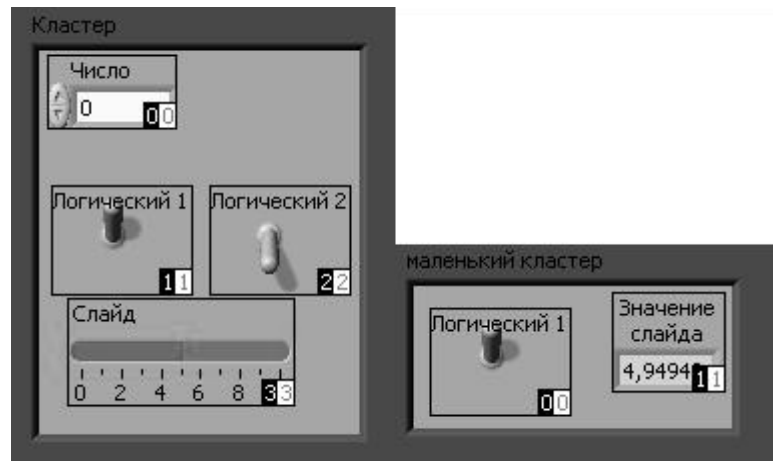 Кластер
Число
0
0 0
Логический 1
1 1
Логический 2
2 2
Слайд
0 2 4 6 8
3 3
маленький кластер
Логический 1
0 0
Значение
слайда
4,9494
1 1